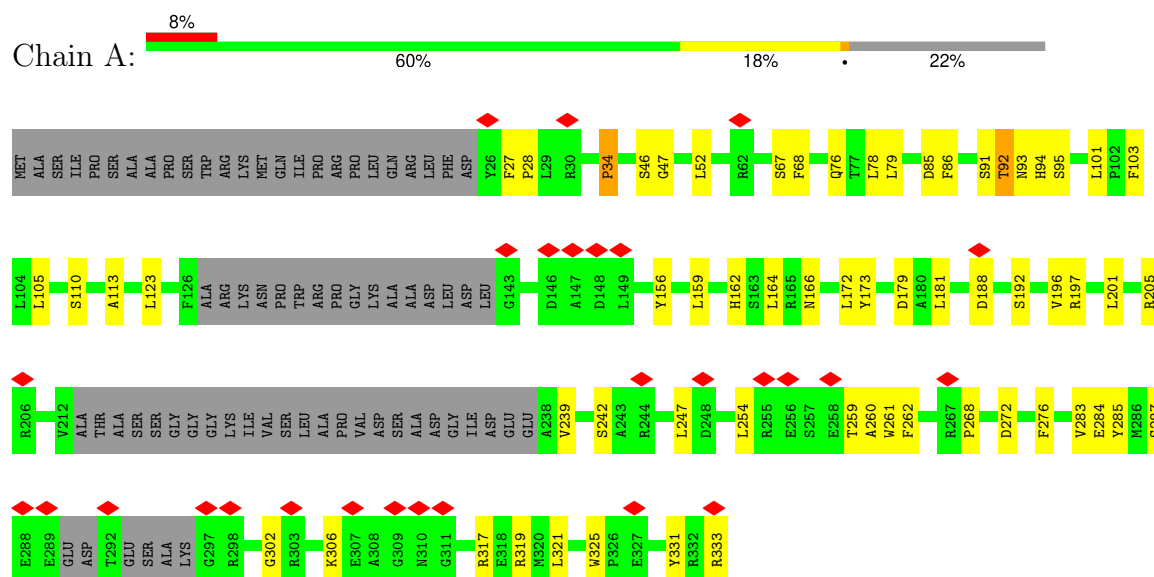 8%
Chain A:
60% 18% • 22%
MET ALA SER ILE PRO SER ALA ALA PRO SER TRP ARG LYS MET GLN ILE PRO ARG PRO LEU GLN ARG LEU PHE ASP Y26 F27 P28 L29 R30 P34 S46 G47 L52 R62 S67 F68 Q76 T77 L78 L79 D85 F86 S91 T92 N93 H94 S95 L101 P102 F103
L104 L105 S110 A113 L123 F126 ALA ARG LYS ASN PRO TRP ARG PRO GLY LYS ALA ALA ASP LEU ASP LEU G143 D146 A147 D148 L149 Y156 L159 H162 S163 L164 R165 N166 L172 Y173 D179 A180 L181 D188 S192 V196 R197 L201 R205
R206 V212 ALA THR ALA SER SER GLY GLY GLY LYS ILE VAL SER LEU ALA PRO VAL ASP SER ALA ASP GLY ILE ASP GLU GLU A238 V239 S242 A243 R244 L247 D248 L254 R255 E256 S257 E258 T259 A260 W261 F262 R267 P268 D272 F276 V283 E284 Y285 M286 S287
E288 E289 GLU ASP T292 GLU SER ALA LYS G297 R298 G302 R303 K306 E307 A308 G309 N310 G311 R317 E318 R319 M320 L321 W325 P326 E327 Y331 R332 R333